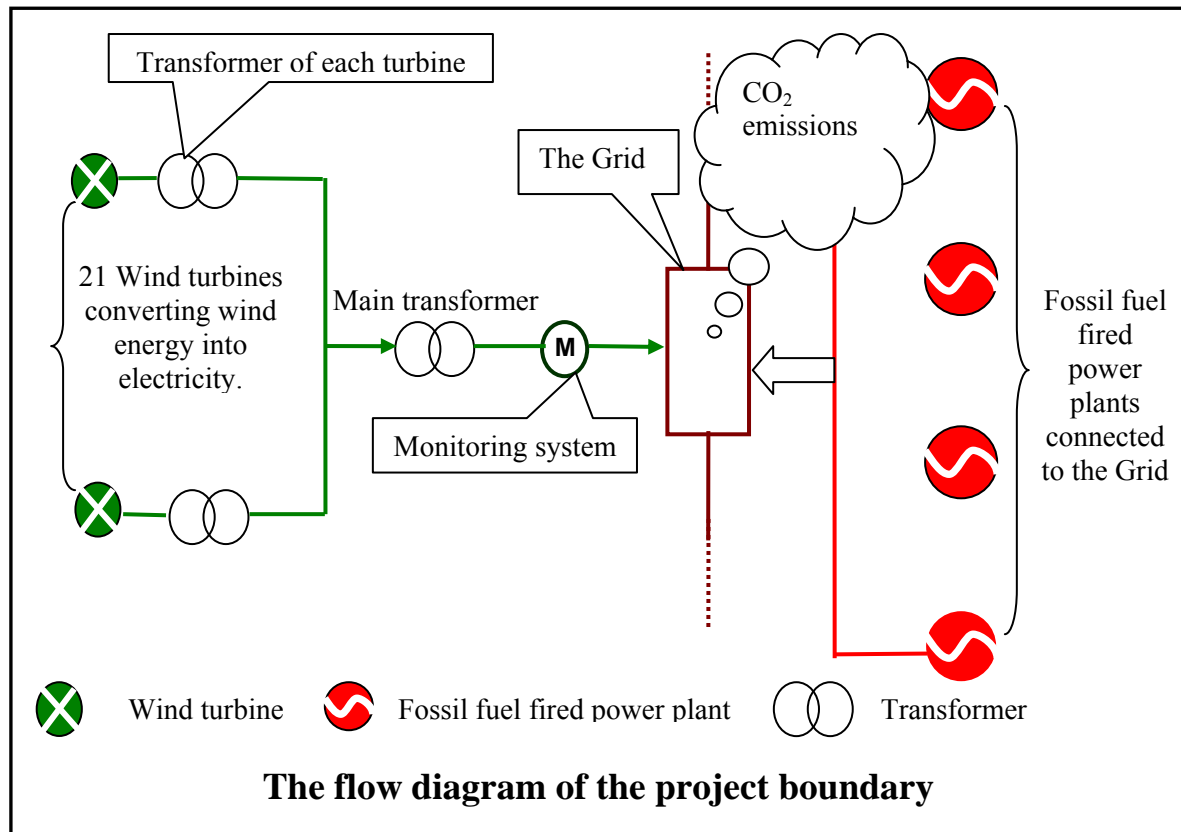 Transformer of each turbine
CO₂
emissions
The Grid
21 Wind turbines
converting wind
energy into
electricity.
Main transformer
M
Monitoring system
Fossil fuel
fired
power
plants
connected
to the Grid
Wind turbine
Fossil fuel fired power plant
Transformer
The flow diagram of the project boundary